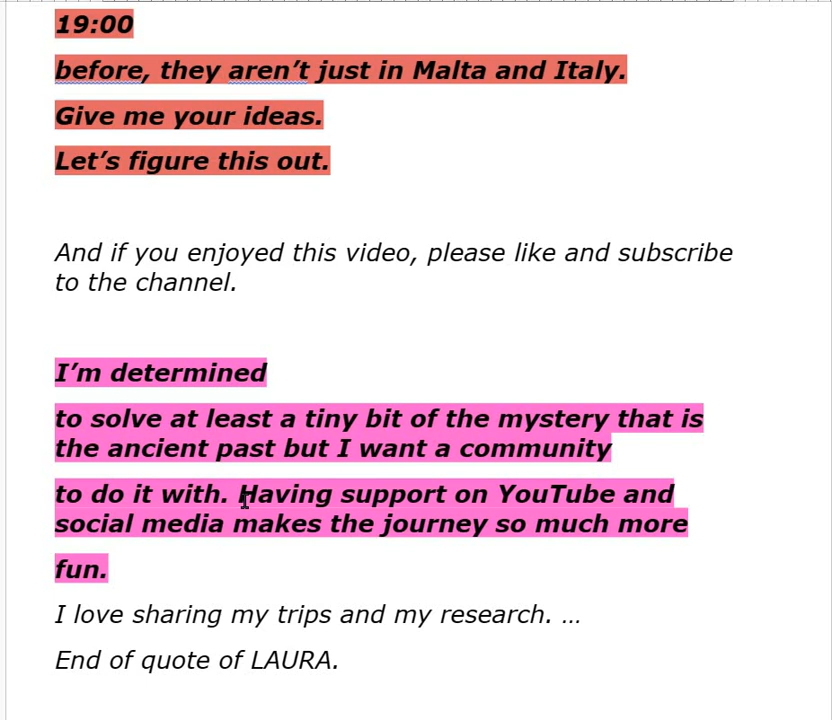 19:00
before, they aren’t just in Malta and Italy.
Give me your ideas.
Let’s figure this out.
And if you enjoyed this video, please like and subscribe
to the channel.
I’m determined
to solve at least a tiny bit of the mystery that is
the ancient past but I want a community
to do it with. Having support on YouTube and
social media makes the journey so much more
fun.
I love sharing my trips and my research. …
End of quote of LAURA.